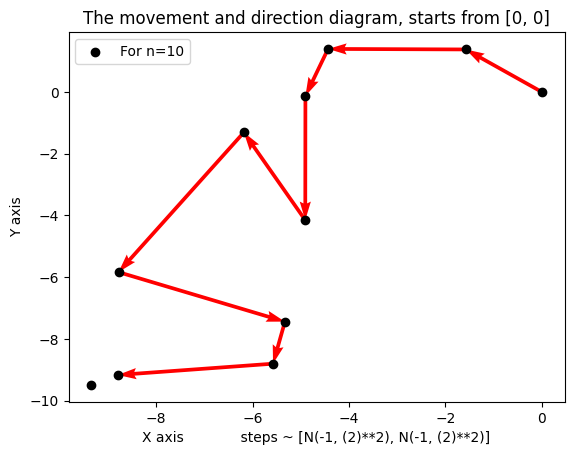 The movement and direction diagram, starts from [0, 0]
For n=10
0
−2
−4
−6
−8
−10
Y axis
−8 −6 −4 −2 0
X axis steps ~ [N(-1, (2)**2), N(-1, (2)**2)]